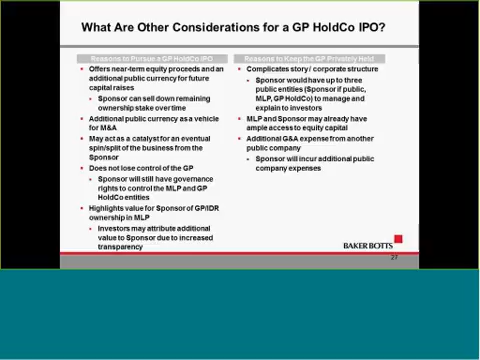 What Are Other Considerations for a GP HoldCo IPO?
Reasons to Pursue a GP HoldCo IPO
• Offers near-term equity proceeds and an
additional public currency for future
capital raises
• Sponsor can sell down remaining
ownership stake over time
• Additional public currency as a vehicle
for M&A
• May act as a catalyst for an eventual
spin/split of the business from the
Sponsor
• Does not lose control of the GP
• Sponsor will still have governance
rights to control the MLP and GP
HoldCo entities
• Highlights value for Sponsor of GP/IDR
ownership in MLP
• Investors may attribute additional
value to Sponsor due to increased
transparency
Reasons to Keep the GP Privately Held
• Complicates story / corporate structure
• Sponsor would have up to three
public entities (Sponsor if public,
MLP, GP HoldCo) to manage and
explain to investors
• MLP and Sponsor may already have
ample access to equity capital
• Additional G&A expense from another
public company
• Sponsor will incur additional public
company expenses
BAKER BOTTS
27